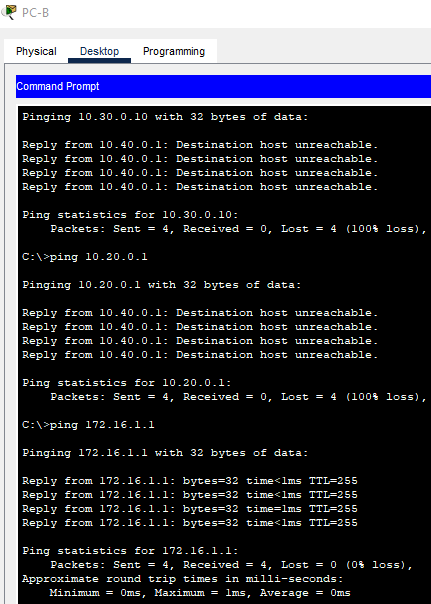 PC-B
Physical Desktop Programming
Command Prompt
Pinging 10.30.0.10 with 32 bytes of data:
Reply from 10.40.0.1: Destination host unreachable.
Reply from 10.40.0.1: Destination host unreachable.
Reply from 10.40.0.1: Destination host unreachable.
Reply from 10.40.0.1: Destination host unreachable.
Ping statistics for 10.30.0.10:
Packets: Sent = 4, Received = 0, Lost = 4 (100% loss),
C:\>ping 10.20.0.1
Pinging 10.20.0.1 with 32 bytes of data:
Reply from 10.40.0.1: Destination host unreachable.
Reply from 10.40.0.1: Destination host unreachable.
Reply from 10.40.0.1: Destination host unreachable.
Reply from 10.40.0.1: Destination host unreachable.
Ping statistics for 10.20.0.1:
Packets: Sent = 4, Received = 0, Lost = 4 (100% loss),
C:\>ping 172.16.1.1
Pinging 172.16.1.1 with 32 bytes of data:
Reply from 172.16.1.1: bytes=32 time<1ms TTL=255
Reply from 172.16.1.1: bytes=32 time<1ms TTL=255
Reply from 172.16.1.1: bytes=32 time=1ms TTL=255
Reply from 172.16.1.1: bytes=32 time<1ms TTL=255
Ping statistics for 172.16.1.1:
Packets: Sent = 4, Received = 4, Lost = 0 (0% loss),
Approximate round trip times in milli-seconds:
Minimum = 0ms, Maximum = 1ms, Average = 0ms